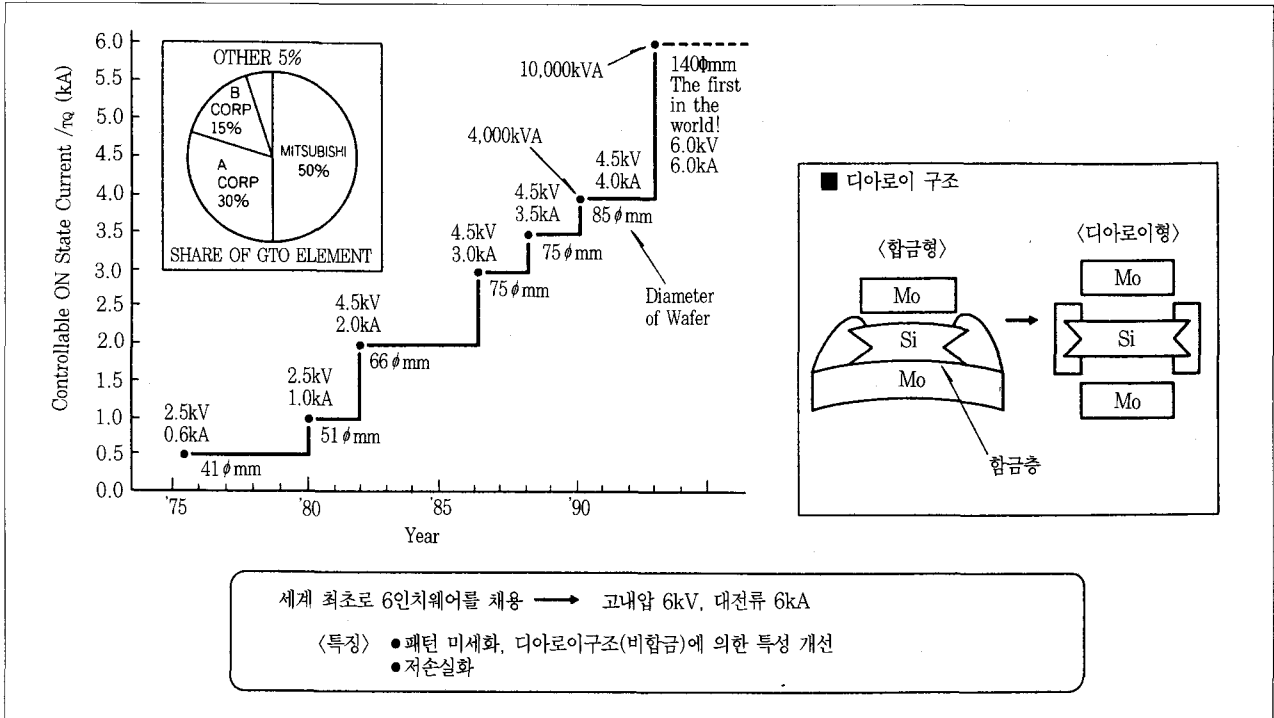 6.0
5.5
5.0
4.5
4.0
3.5
3.0
2.0
1.5
1.0
0.5
0.0
Controllable ON State Current I_TQ (kA)
'75
'80
'85
'90
Year
OTHER 5%
B
CORP
15%
A
CORP
30%
MITSUBISHI
50%
SHARE OF GTO ELEMENT
2.5kV
0.6kA
41φmm
2.5kV
1.0kA
51φmm
4.5kV
2.0kA
66φmm
4.5kV
3.0kA
75φmm
4.5kV
3.5kA
75φmm
4,000kVA
4.5kV
4.0kA
85φmm
Diameter
of Wafer
10,000kVA
140φmm
The first
in the
world!
6.0kV
6.0kA
■ 디아로이 구조
〈합금형〉
Mo
Si
Mo
함금층
〈디아로이형〉
Mo
Si
Mo
세계 최초로 6인치웨어를 채용 → 고내압 6kV, 대전류 6kA
〈특징〉 ●패턴 미세화, 디아로이구조(비합금)에 의한 특성 개선
●저손실화